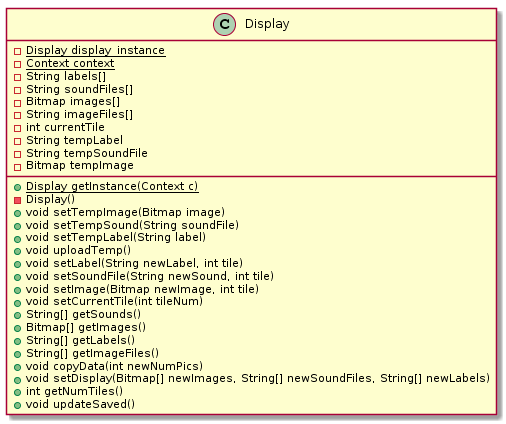 C Display
Display display_instance
Context context
String labels[]
String soundFiles[]
Bitmap images[]
String imageFiles[]
int currentTile
String tempLabel
String tempSoundFile
Bitmap tempImage
Display getInstance(Context c)
Display()
void setTempImage(Bitmap image)
void setTempSound(String soundFile)
void setTempLabel(String label)
void uploadTemp()
void setLabel(String newLabel, int tile)
void setSoundFile(String newSound, int tile)
void setImage(Bitmap newImage, int tile)
void setCurrentTile(int tileNum)
String[] getSounds()
Bitmap[] getImages()
String[] getLabels()
String[] getImageFiles()
void copyData(int newNumPics)
void setDisplay(Bitmap[] newImages, String[] newSoundFiles, String[] newLabels)
int getNumTiles()
void updateSaved()